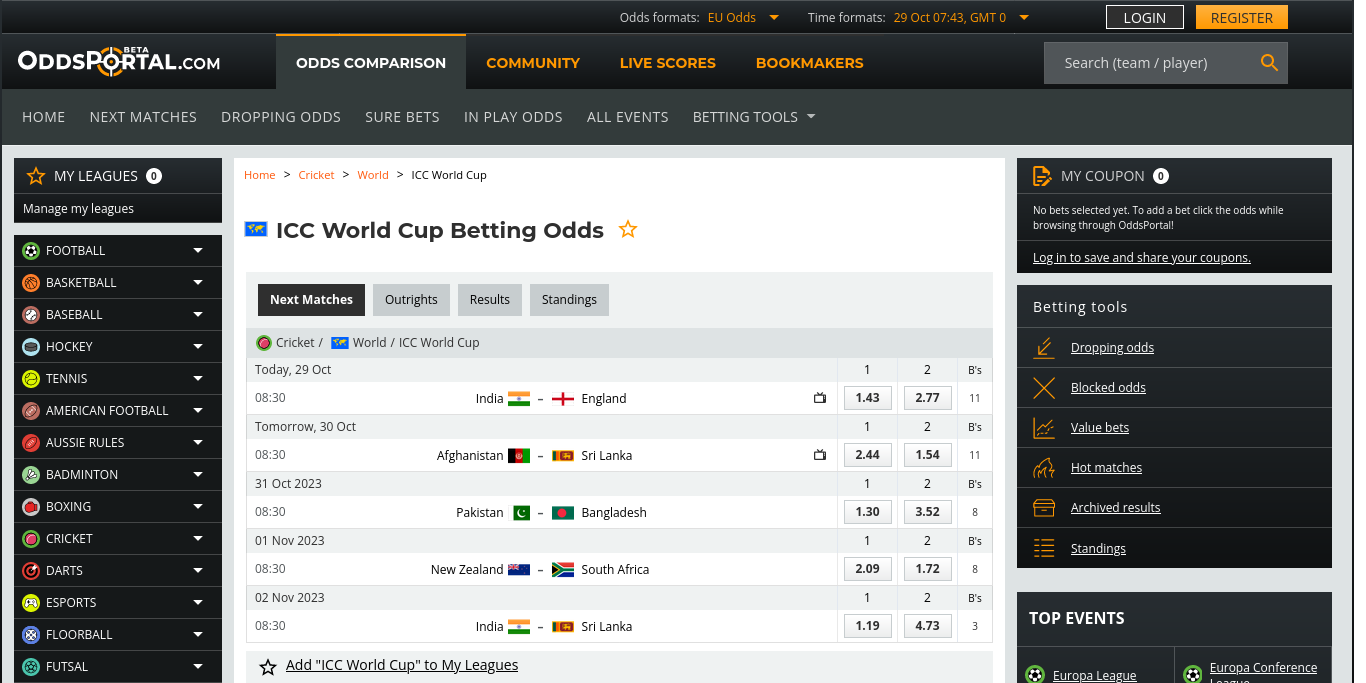 Odds formats: EU Odds Time formats: 29 Oct 07:43, GMT 0 LOGIN REGISTER
ODDSPORTAL.COM BETA ODDS COMPARISON COMMUNITY LIVE SCORES BOOKMAKERS Search (team / player)
HOME NEXT MATCHES DROPPING ODDS SURE BETS IN PLAY ODDS ALL EVENTS BETTING TOOLS
MY LEAGUES 0
Manage my leagues
FOOTBALL
BASKETBALL
BASEBALL
HOCKEY
TENNIS
AMERICAN FOOTBALL
AUSSIE RULES
BADMINTON
BOXING
CRICKET
DARTS
ESPORTS
FLOORBALL
FUTSAL
Home > Cricket > World > ICC World Cup
ICC World Cup Betting Odds
Next Matches Outrights Results Standings
Cricket / World / ICC World Cup
Today, 29 Oct 1 2 B's
08:30 India – England 1.43 2.77 11
Tomorrow, 30 Oct 1 2 B's
08:30 Afghanistan – Sri Lanka 2.44 1.54 11
31 Oct 2023 1 2 B's
08:30 Pakistan – Bangladesh 1.30 3.52 8
01 Nov 2023 1 2 B's
08:30 New Zealand – South Africa 2.09 1.72 8
02 Nov 2023 1 2 B's
08:30 India – Sri Lanka 1.19 4.73 3
Add "ICC World Cup" to My Leagues
MY COUPON 0
No bets selected yet. To add a bet click the odds while
browsing through OddsPortal!
Log in to save and share your coupons.
Betting tools
Dropping odds
Blocked odds
Value bets
Hot matches
Archived results
Standings
TOP EVENTS
Europa League
Europa Conference
League